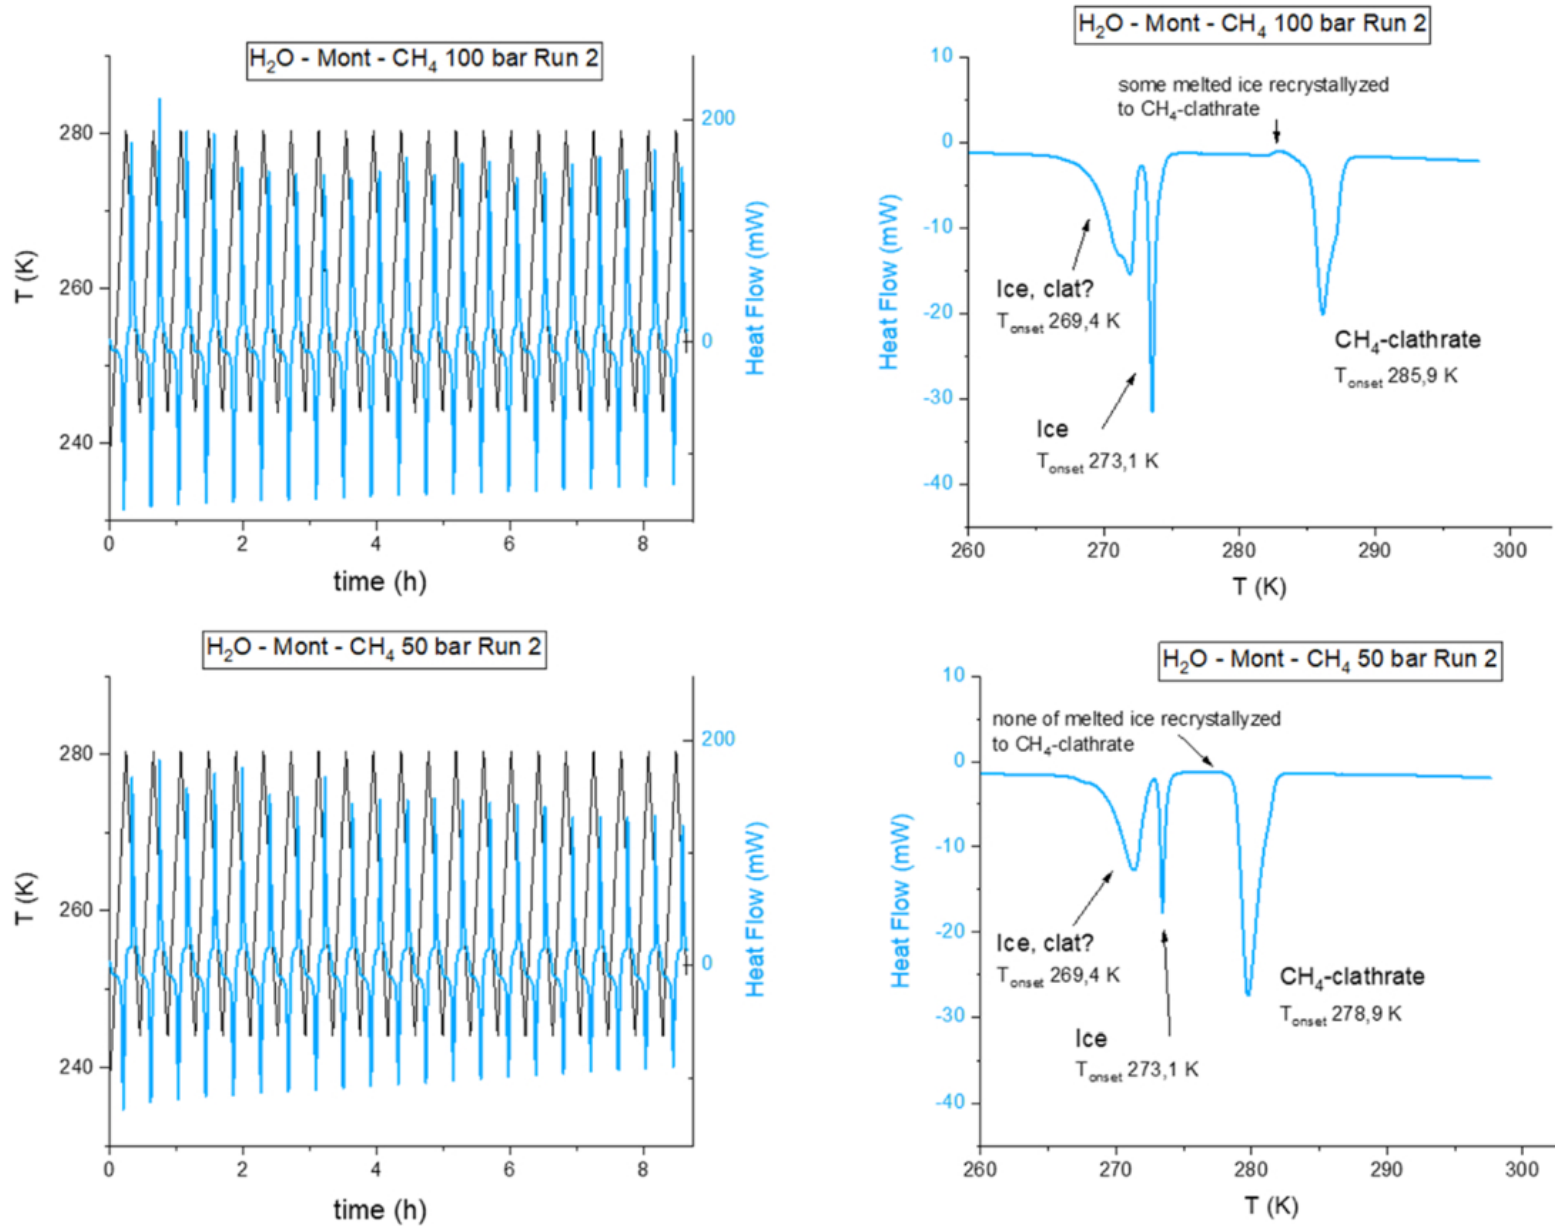 H₂O - Mont - CH₄ 100 bar Run 2
280
260
240
T (K)
200
0
Heat Flow (mW)
0
2
4
6
8
time (h)
H₂O - Mont - CH₄ 100 bar Run 2
10
0
-10
-20
-30
-40
Heat Flow (mW)
some melted ice recrystallyzed
to CH₄-clathrate
Ice, clat?
Tonset 269,4 K
Ice
Tonset 273,1 K
CH₄-clathrate
Tonset 285,9 K
260
270
280
290
300
T (K)
H₂O - Mont - CH₄ 50 bar Run 2
280
260
240
T (K)
200
0
Heat Flow (mW)
0
2
4
6
8
time (h)
H₂O - Mont - CH₄ 50 bar Run 2
10
0
-10
-20
-30
-40
Heat Flow (mW)
none of melted ice recrystallyzed
to CH₄-clathrate
Ice, clat?
Tonset 269,4 K
Ice
Tonset 273,1 K
CH₄-clathrate
Tonset 278,9 K
260
270
280
290
300
T (K)